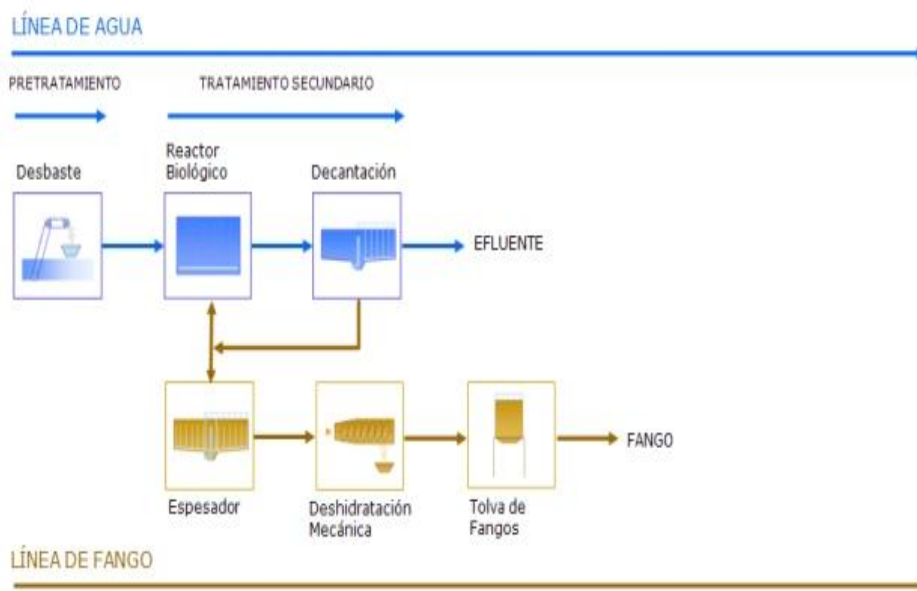 LÍNEA DE AGUA
PRETRATAMIENTO
TRATAMIENTO SECUNDARIO
Desbaste
Reactor
Biológico
Decantación
EFLUENTE
FANGO
Espesador
Deshidratación
Mecánica
Tolva de
Fangos
LÍNEA DE FANGO